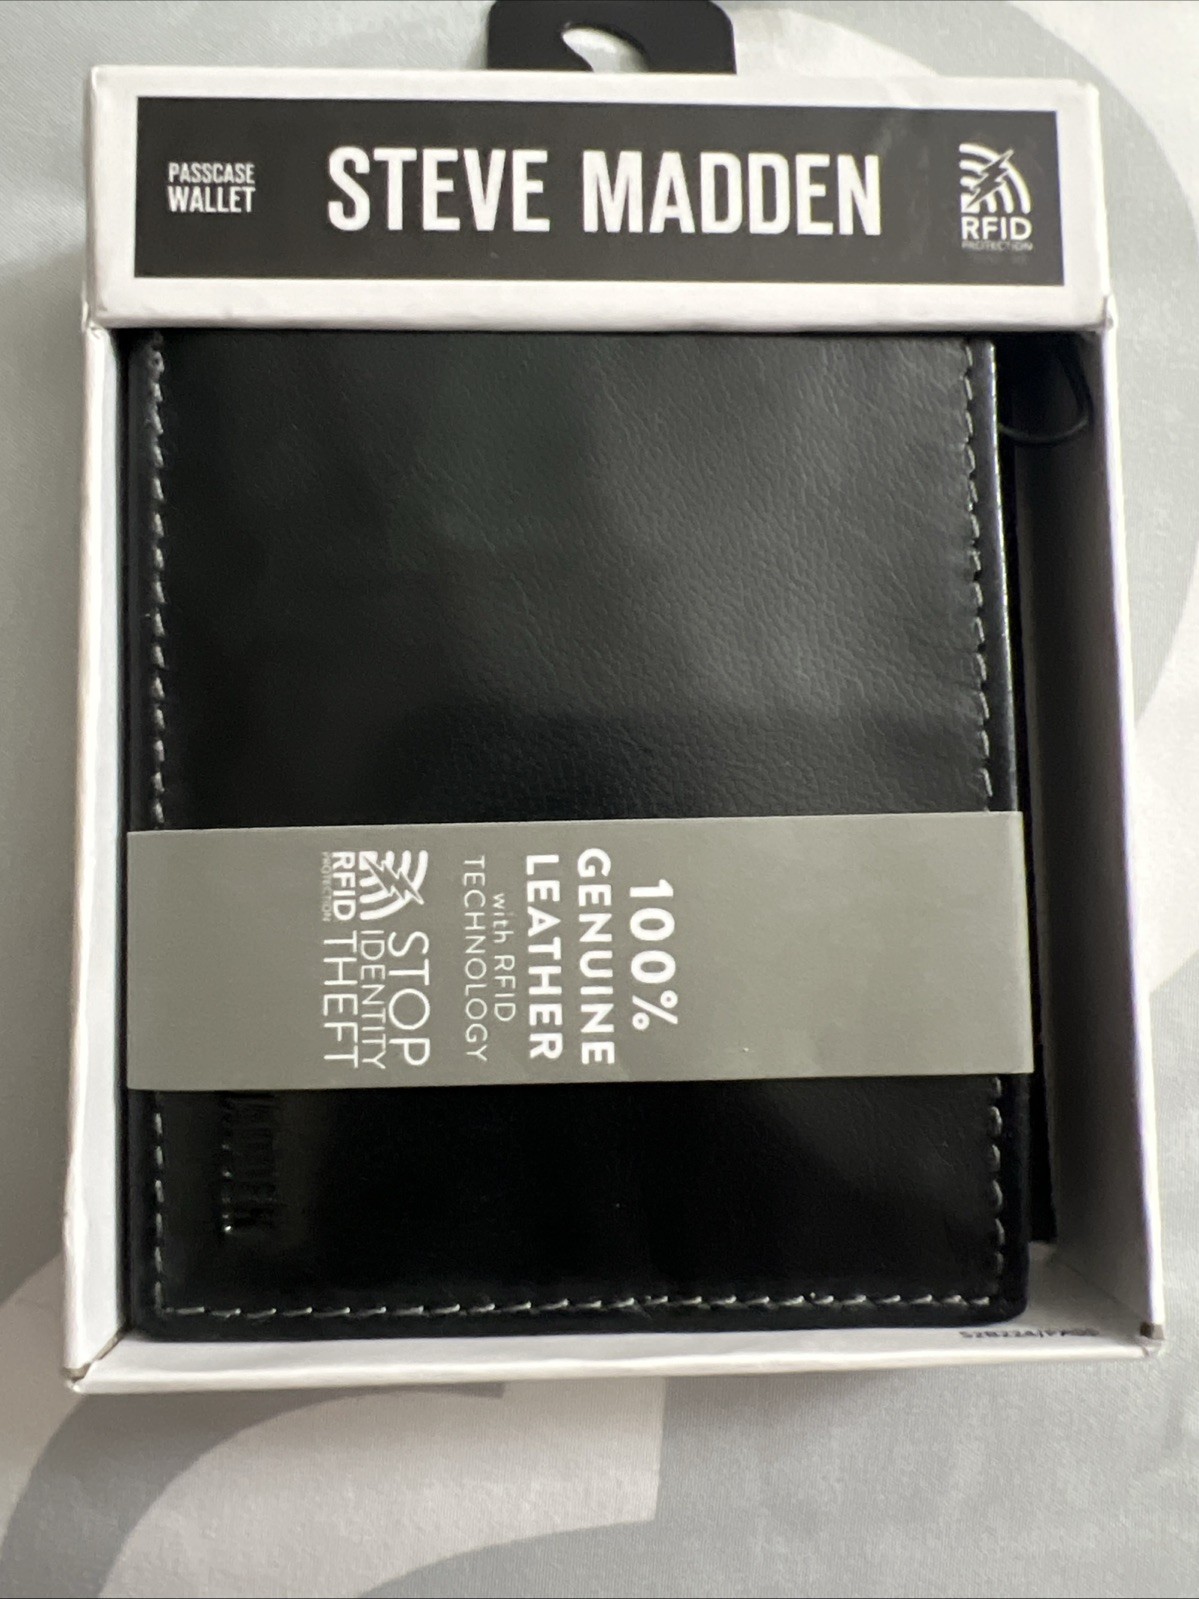 PASSCASE
WALLET
STEVE MADDEN
RFID
PROTECTION
100%
GENUINE
LEATHER
with RFID
TECHNOLOGY
STOP
IDENTITY
THEFT
RFID
PROTECTION